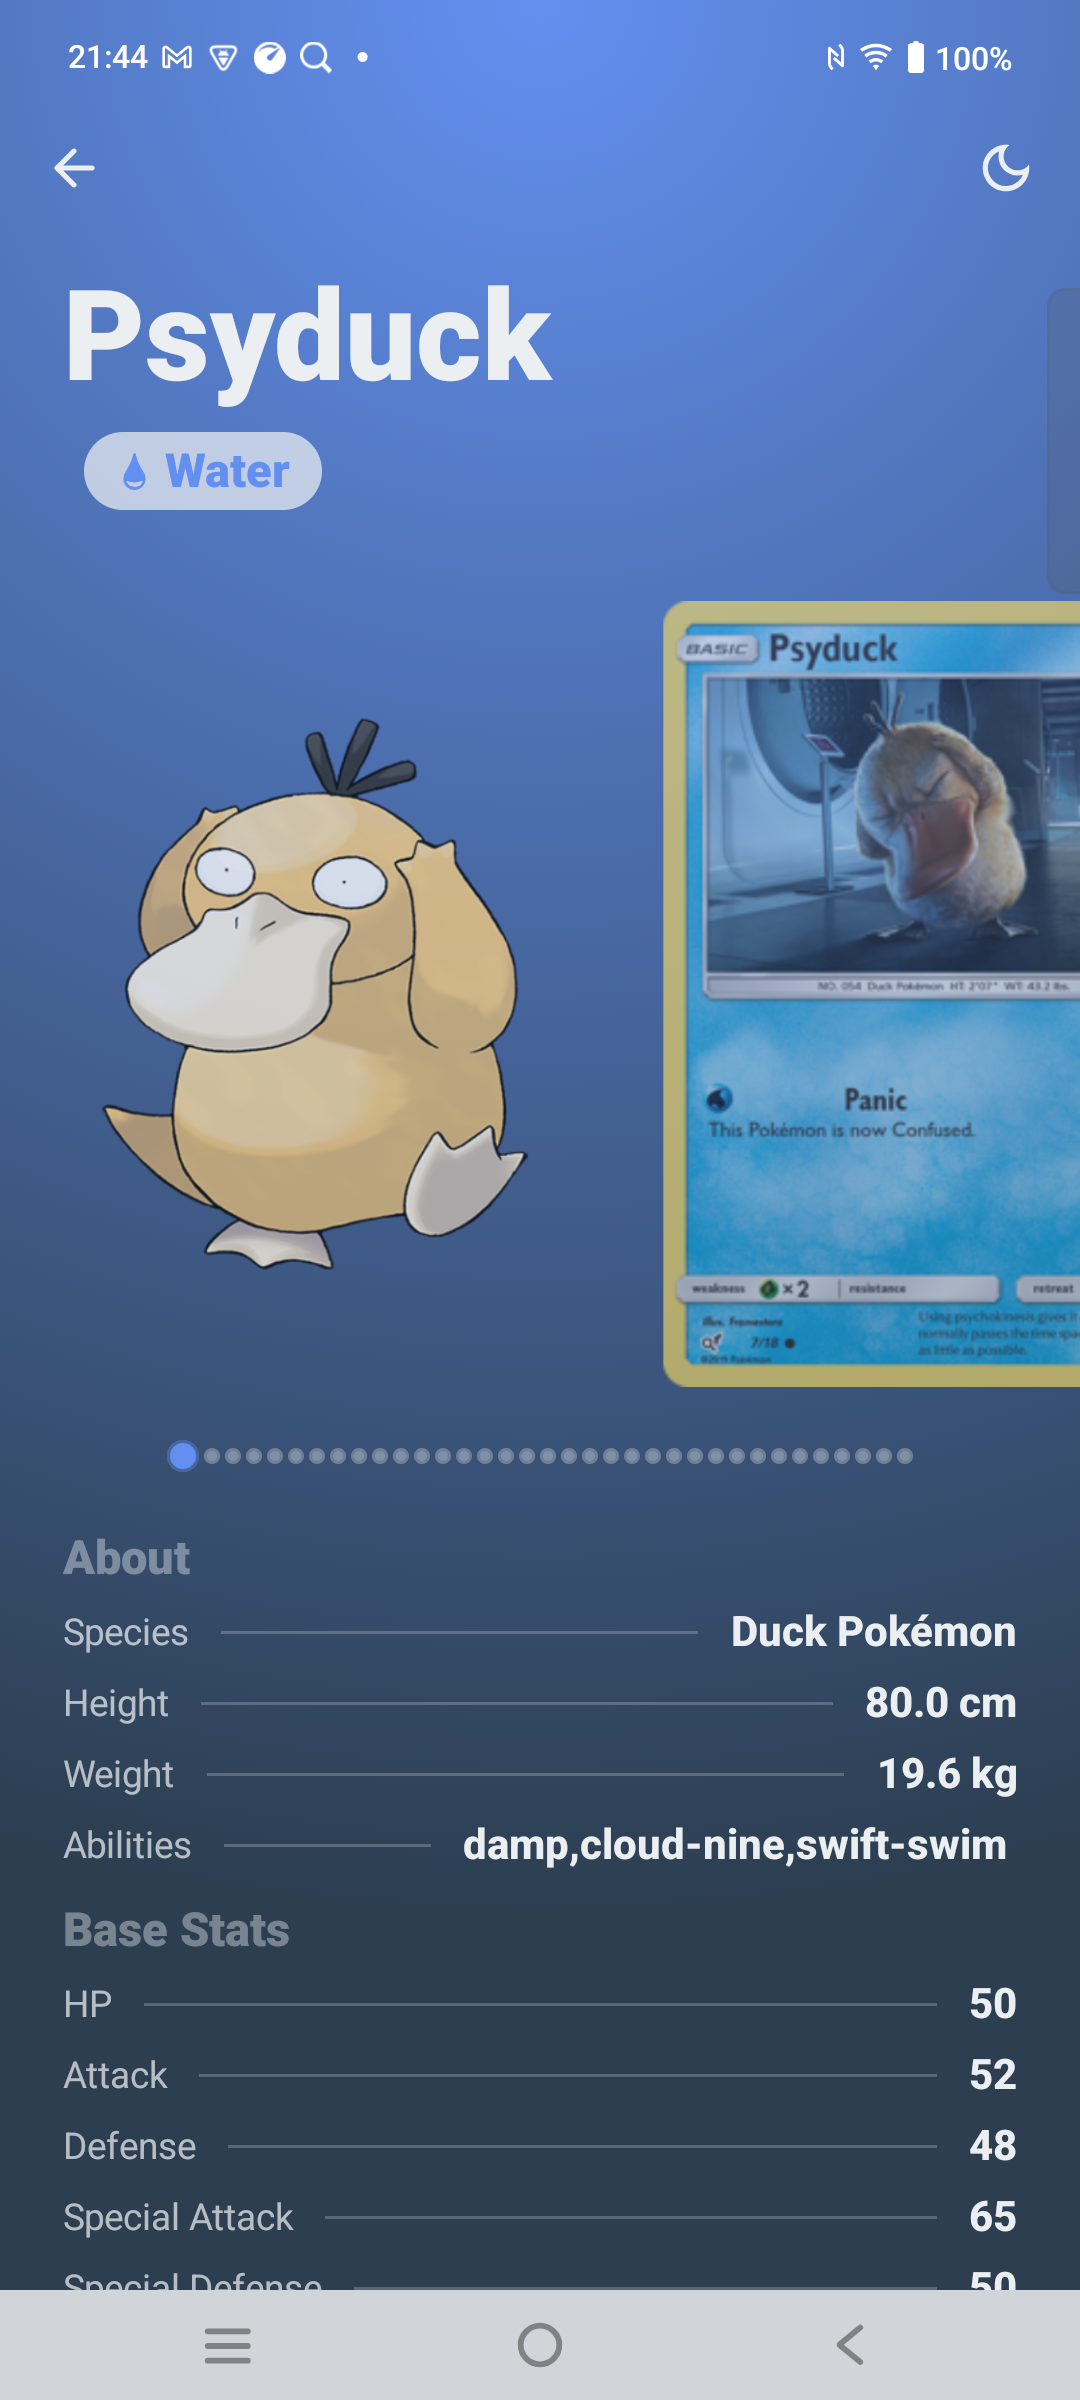 21:44
100%
Psyduck
Water
BASIC Psyduck
NO. 054 Duck Pokémon HT: 2'07" WT: 43.2 lbs.
Panic
This Pokémon is now Confused.
weakness ×2 resistance retreat
Illus. Framestore
7/18
©2019 Pokémon
Using psychokinesis gives it
normally passes the time spa
as little as possible.
About
Species Duck Pokémon
Height 80.0 cm
Weight 19.6 kg
Abilities damp,cloud-nine,swift-swim
Base Stats
HP 50
Attack 52
Defense 48
Special Attack 65
Special Defense 50